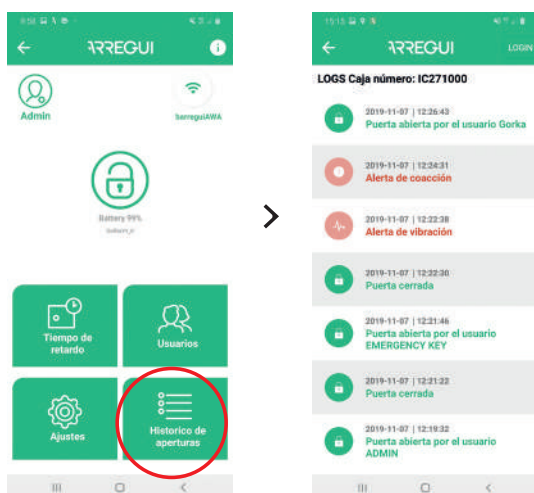 ARREGUI
Admin
barreguiAWA
Battery 99%
Tiempo de
retardo
Usuarios
Ajustes
Historico de
aperturas
15:15
ARREGUI
LOGIN
LOGS Caja número: IC271000
2019-11-07 | 12:26:43
Puerta abierta por el usuario Gorka
2019-11-07 | 12:24:31
Alerta de coacción
2019-11-07 | 12:22:38
Alerta de vibración
2019-11-07 | 12:22:30
Puerta cerrada
2019-11-07 | 12:21:46
Puerta abierta por el usuario
EMERGENCY KEY
2019-11-07 | 12:21:22
Puerta cerrada
2019-11-07 | 12:19:32
Puerta abierta por el usuario
ADMIN